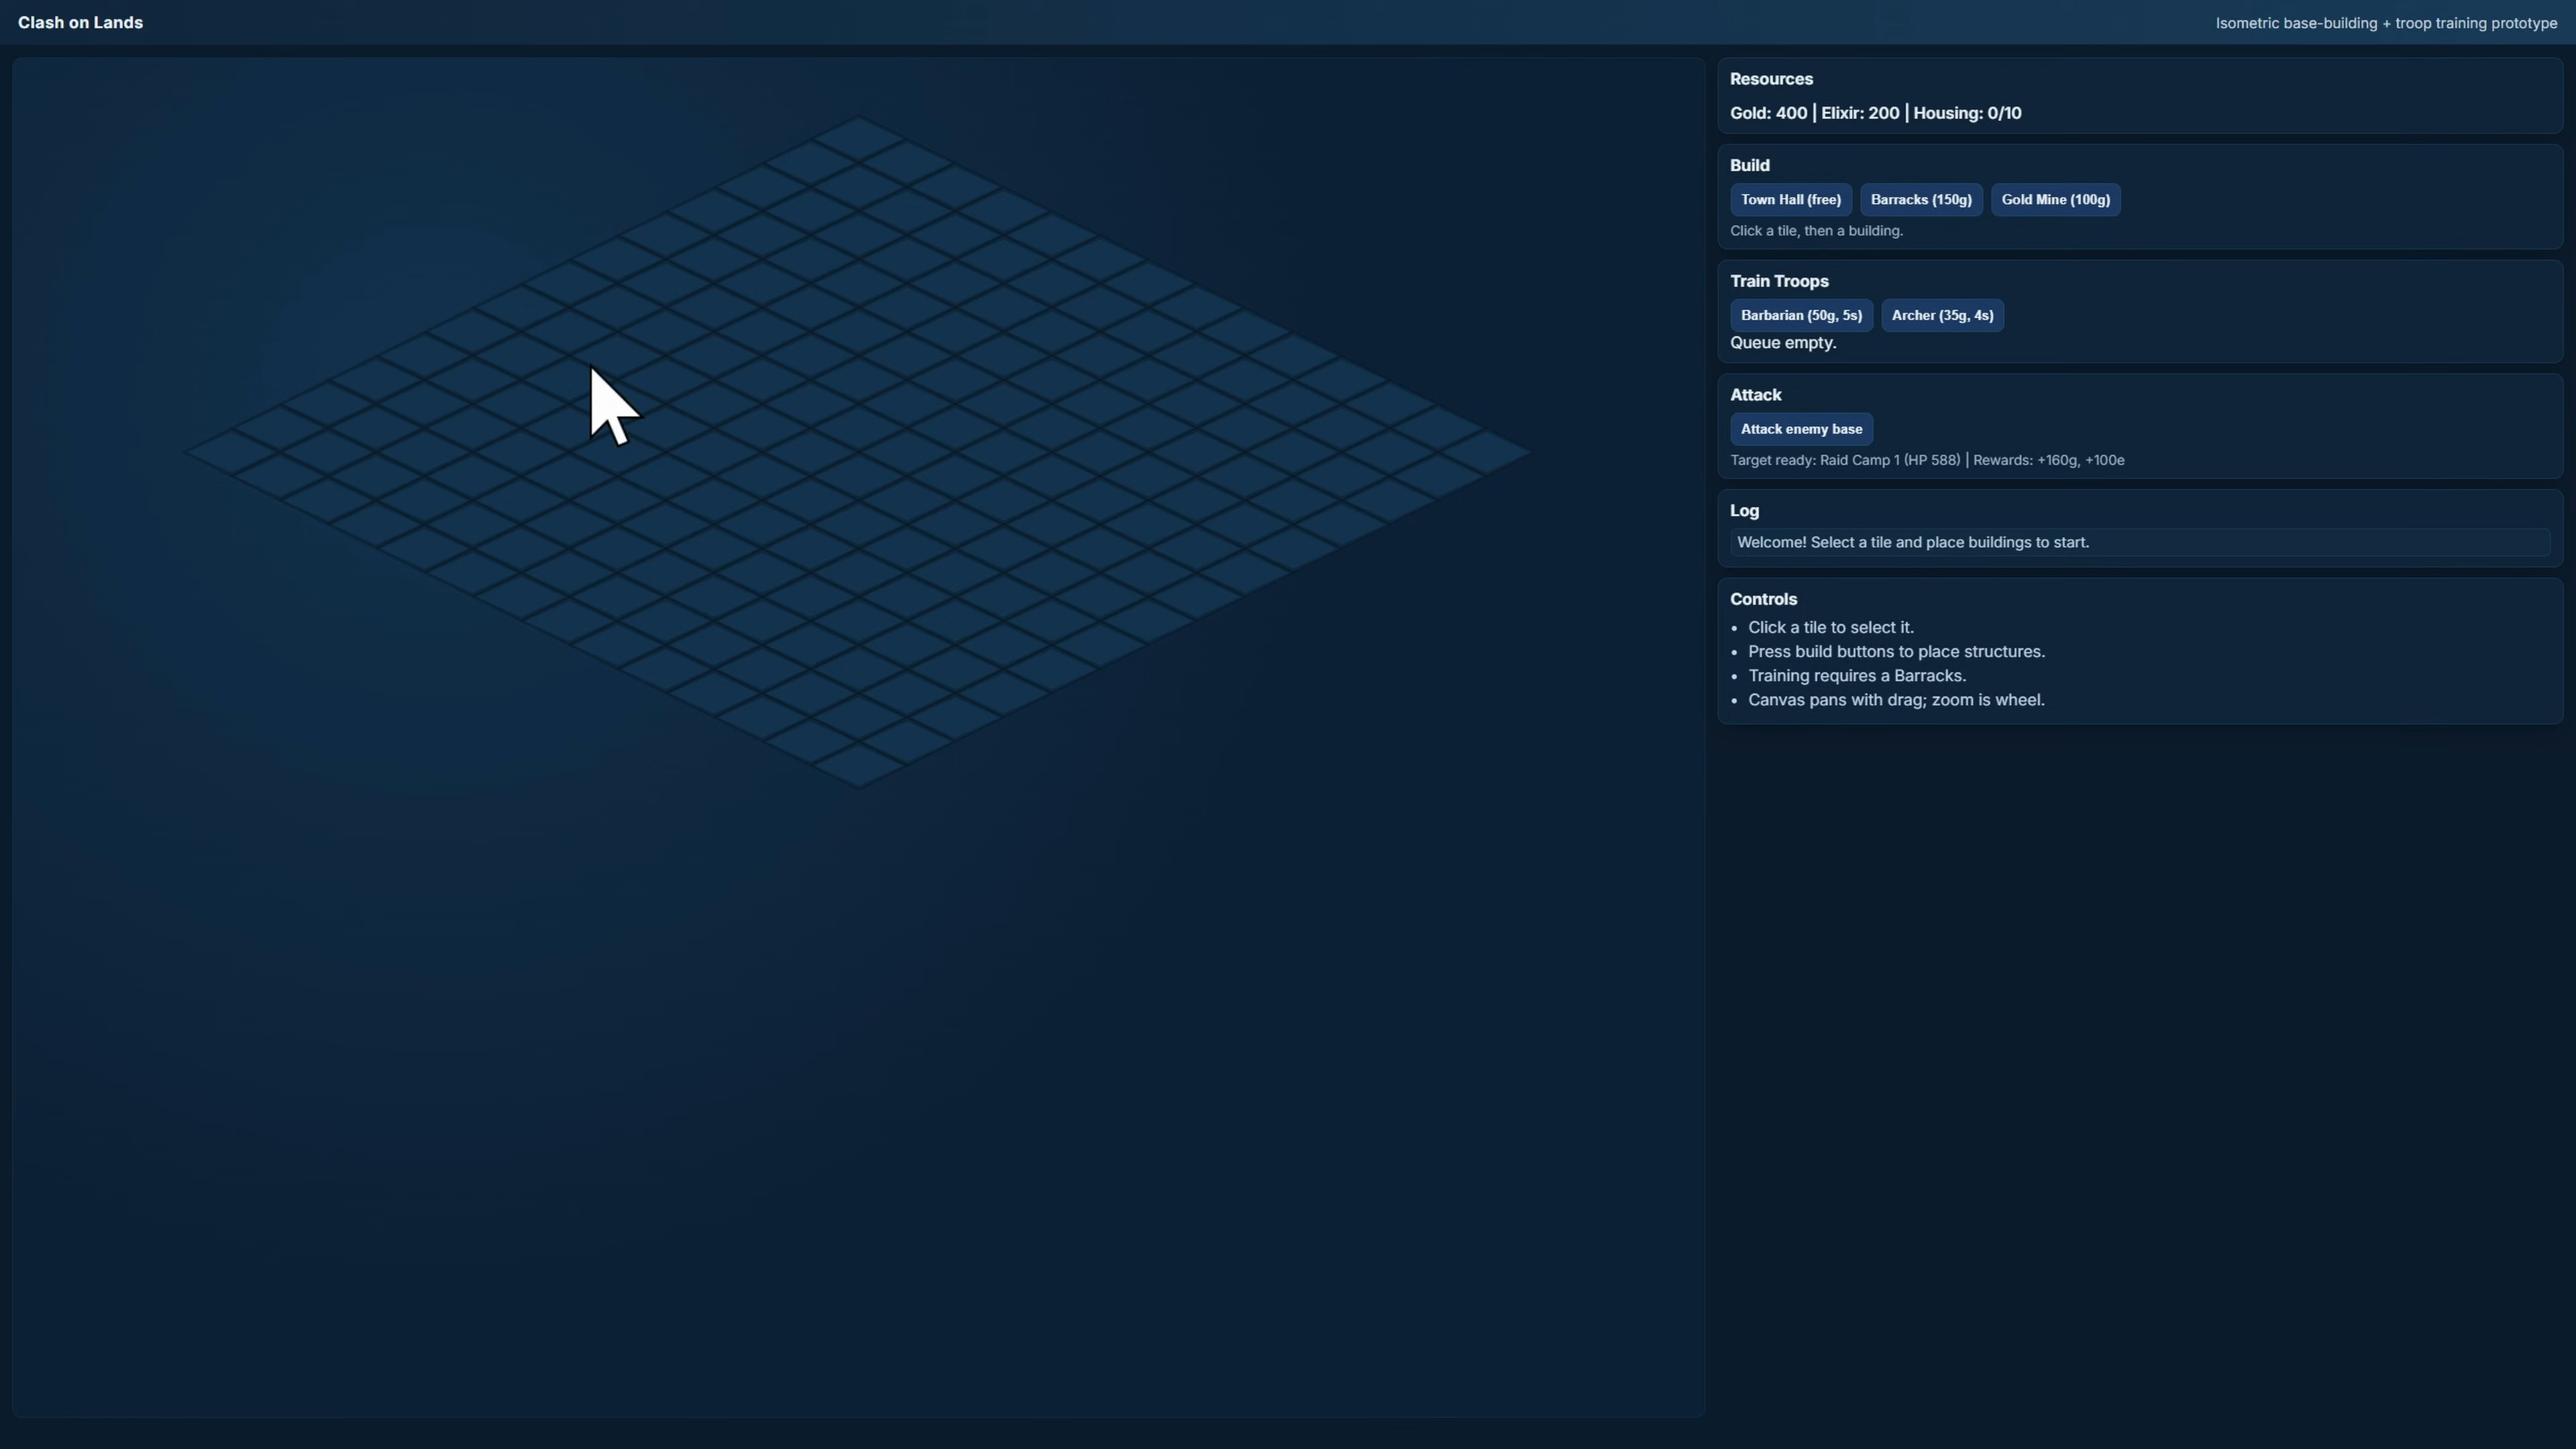 Clash on Lands
Isometric base-building + troop training prototype
Resources
Gold: 400 | Elixir: 200 | Housing: 0/10
Build
Town Hall (free)
Barracks (150g)
Gold Mine (100g)
Click a tile, then a building.
Train Troops
Barbarian (50g, 5s)
Archer (35g, 4s)
Queue empty.
Attack
Attack enemy base
Target ready: Raid Camp 1 (HP 588) | Rewards: +160g, +100e
Log
Welcome! Select a tile and place buildings to start.
Controls
• Click a tile to select it.
• Press build buttons to place structures.
• Training requires a Barracks.
• Canvas pans with drag; zoom is wheel.